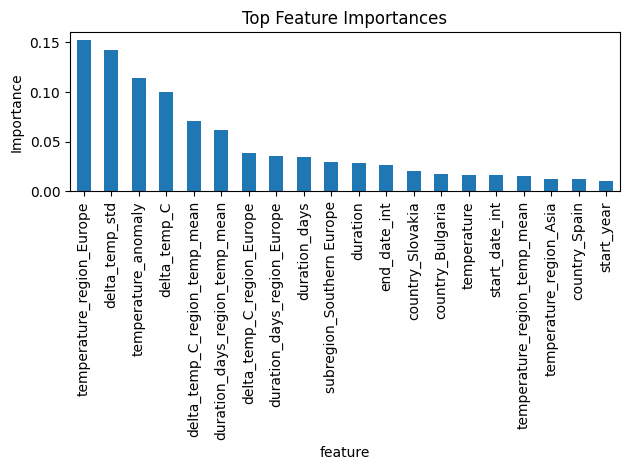 Top Feature Importances
Importance
0.15
0.10
0.05
0.00
temperature_region_Europe
delta_temp_std
temperature_anomaly
delta_temp_C
delta_temp_C_region_temp_mean
duration_days_region_temp_mean
delta_temp_C_region_Europe
duration_days_region_Europe
duration_days
subregion_Southern Europe
duration
end_date_int
country_Slovakia
country_Bulgaria
temperature
start_date_int
temperature_region_temp_mean
temperature_region_Asia
country_Spain
start_year
feature